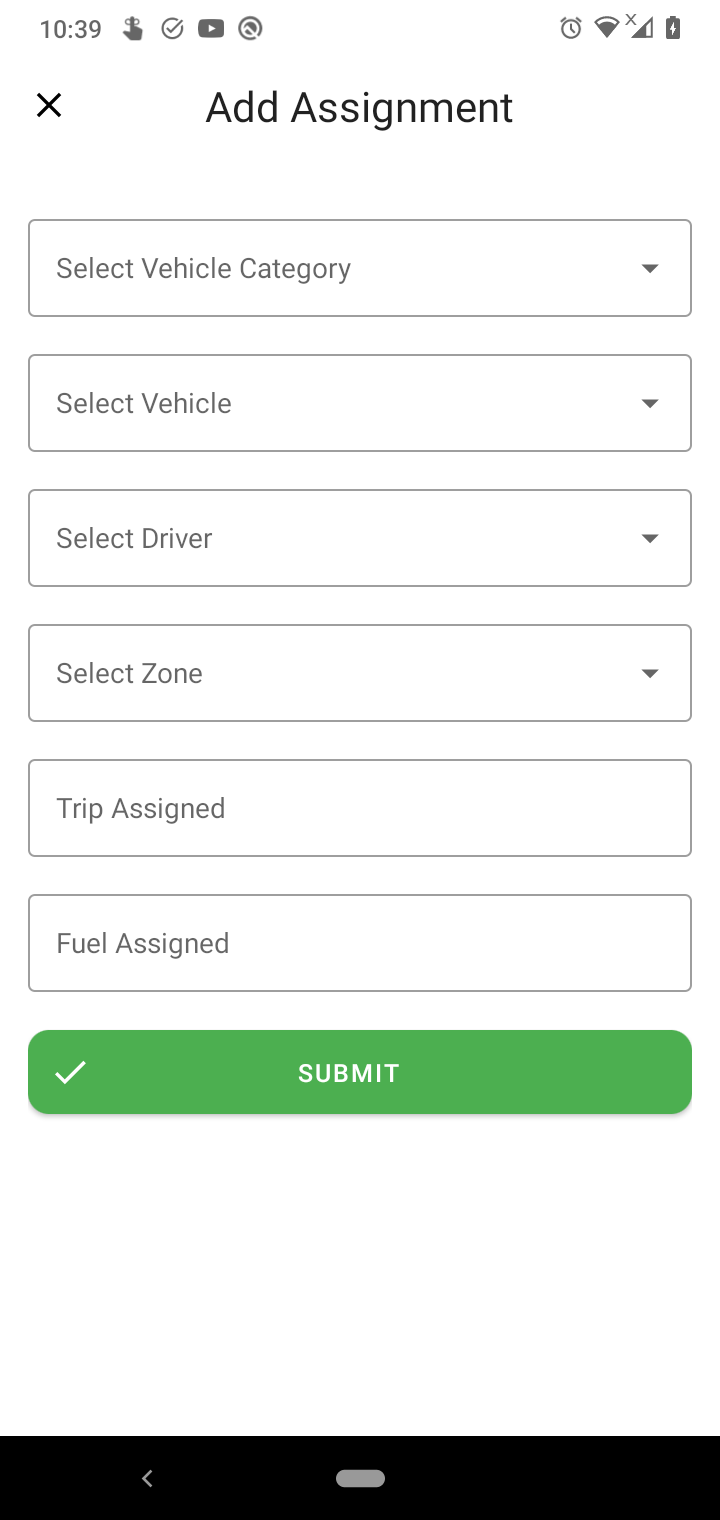 10:39
Add Assignment
Select Vehicle Category
Select Vehicle
Select Driver
Select Zone
Trip Assigned
Fuel Assigned
SUBMIT